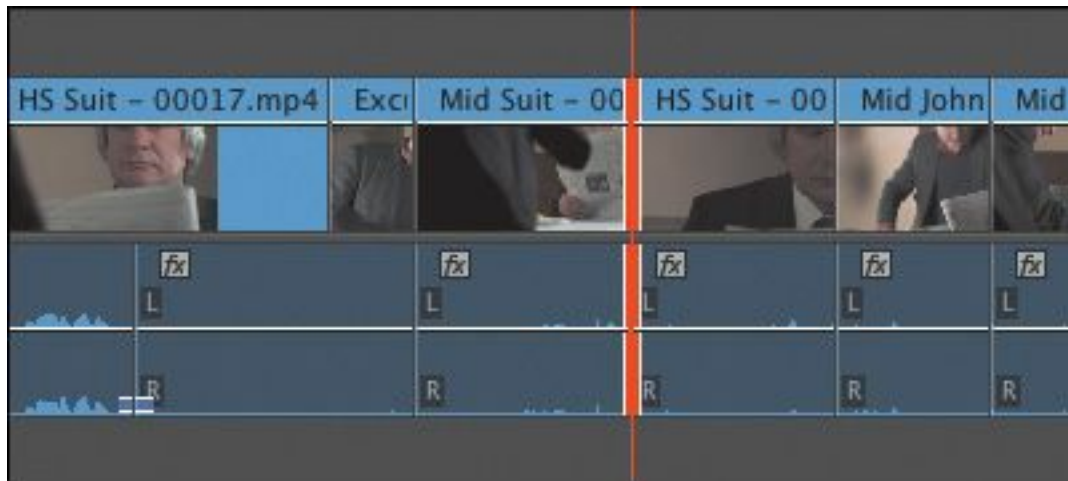 HS Suit – 00017.mp4 Exc Mid Suit – 00 HS Suit – 00 Mid John Mid
fx fx fx fx fx
L L L L L
R R R R R